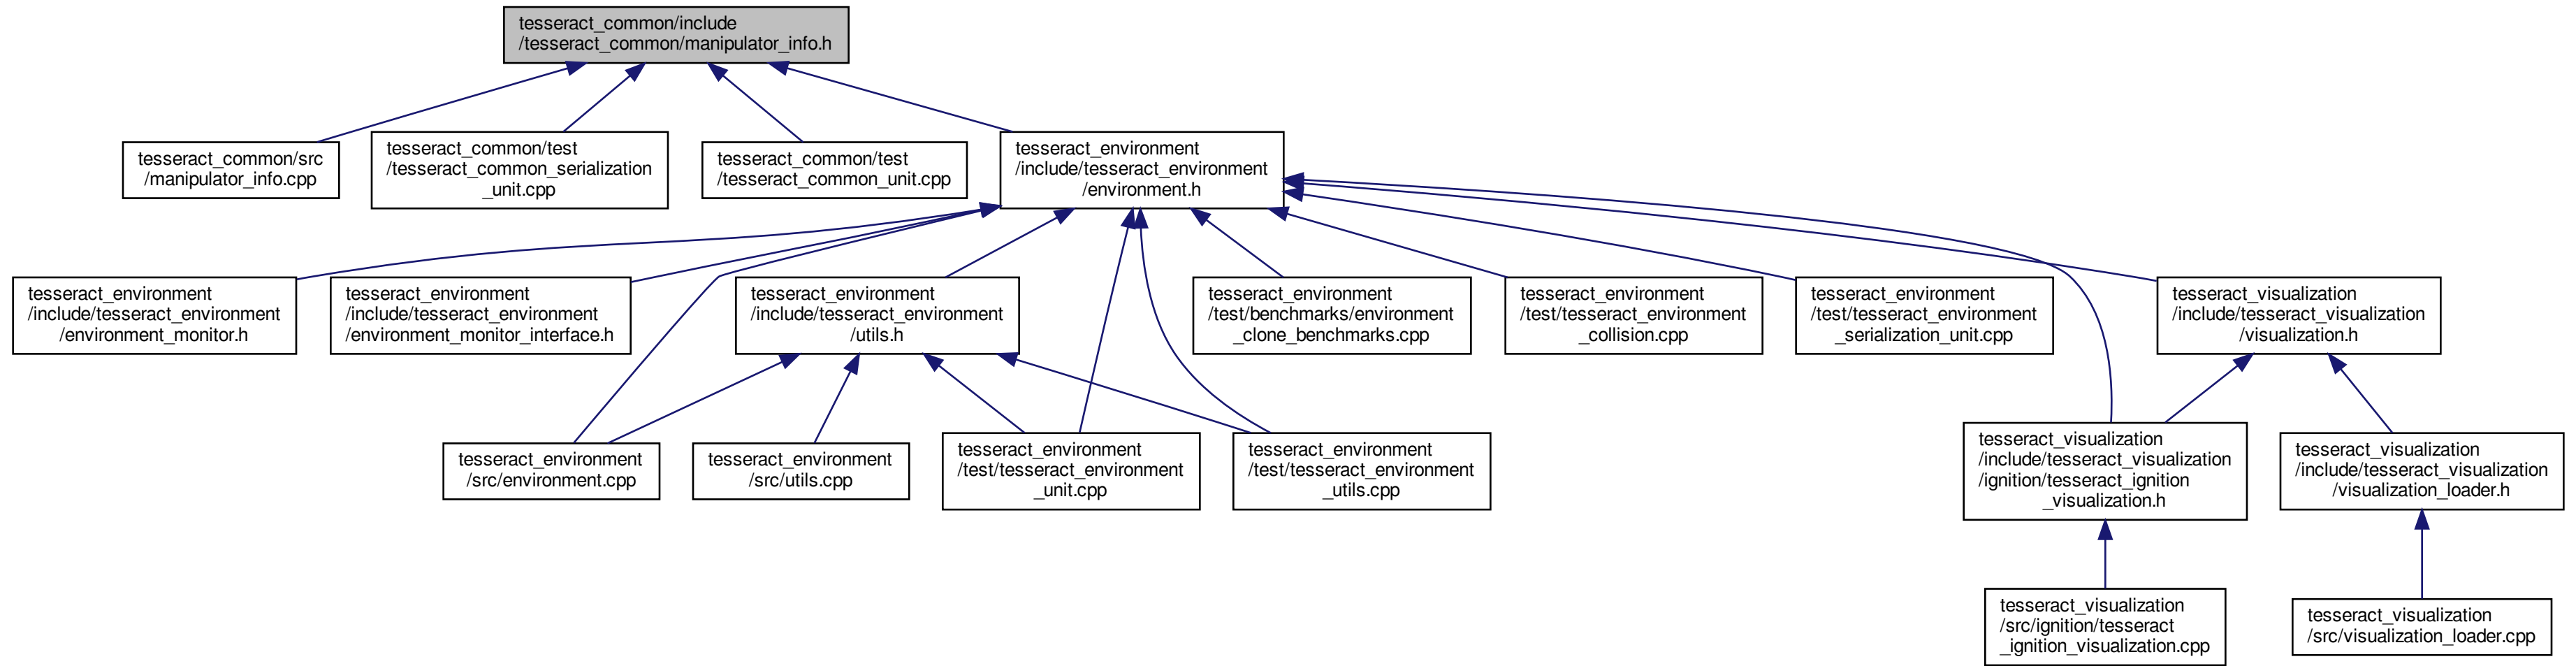 tesseract_common/include
/tesseract_common/manipulator_info.h
tesseract_common/src
/manipulator_info.cpp
tesseract_common/test
/tesseract_common_serialization
_unit.cpp
tesseract_common/test
/tesseract_common_unit.cpp
tesseract_environment
/include/tesseract_environment
/environment.h
tesseract_environment
/include/tesseract_environment
/environment_monitor.h
tesseract_environment
/include/tesseract_environment
/environment_monitor_interface.h
tesseract_environment
/include/tesseract_environment
/utils.h
tesseract_environment
/test/benchmarks/environment
_clone_benchmarks.cpp
tesseract_environment
/test/tesseract_environment
_collision.cpp
tesseract_environment
/test/tesseract_environment
_serialization_unit.cpp
tesseract_visualization
/include/tesseract_visualization
/visualization.h
tesseract_environment
/src/environment.cpp
tesseract_environment
/src/utils.cpp
tesseract_environment
/test/tesseract_environment
_unit.cpp
tesseract_environment
/test/tesseract_environment
_utils.cpp
tesseract_visualization
/include/tesseract_visualization
/ignition/tesseract_ignition
_visualization.h
tesseract_visualization
/include/tesseract_visualization
/visualization_loader.h
tesseract_visualization
/src/ignition/tesseract
_ignition_visualization.cpp
tesseract_visualization
/src/visualization_loader.cpp